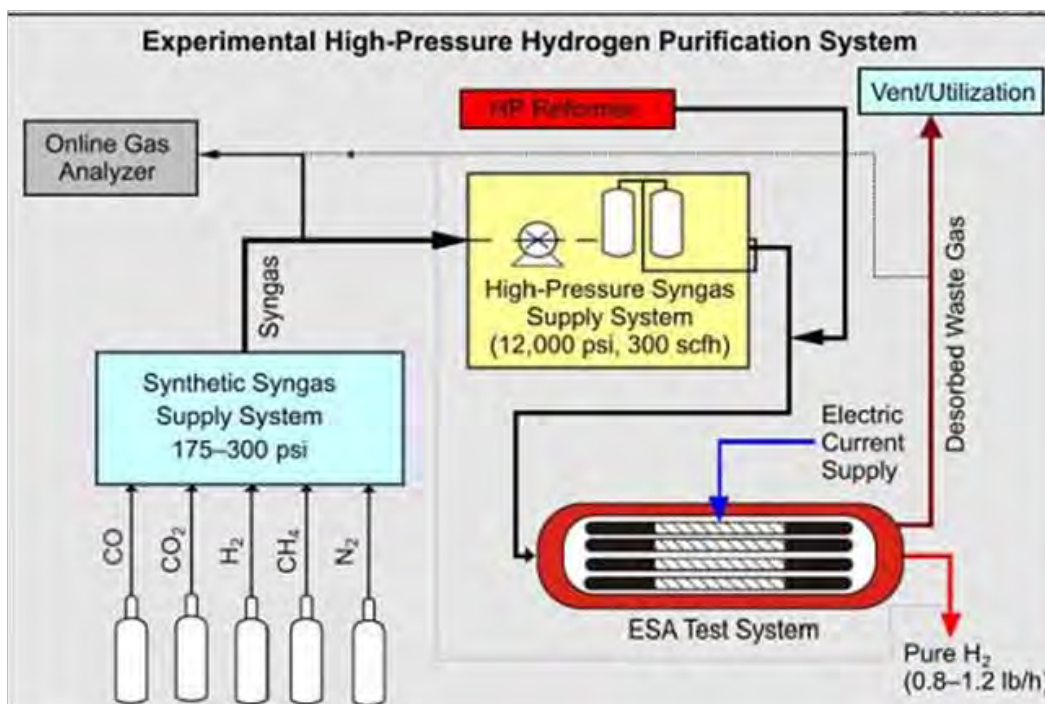 Experimental High-Pressure Hydrogen Purification System
Vent/Utilization
HP Reformer
Online Gas
Analyzer
Syngas
High-Pressure Syngas
Supply System
(12,000 psi, 300 scfh)
Desorbed Waste Gas
Synthetic Syngas
Supply System
175–300 psi
Electric
Current
Supply
CO
CO₂
H₂
CH₄
N₂
ESA Test System
Pure H₂
(0.8–1.2 lb/h)